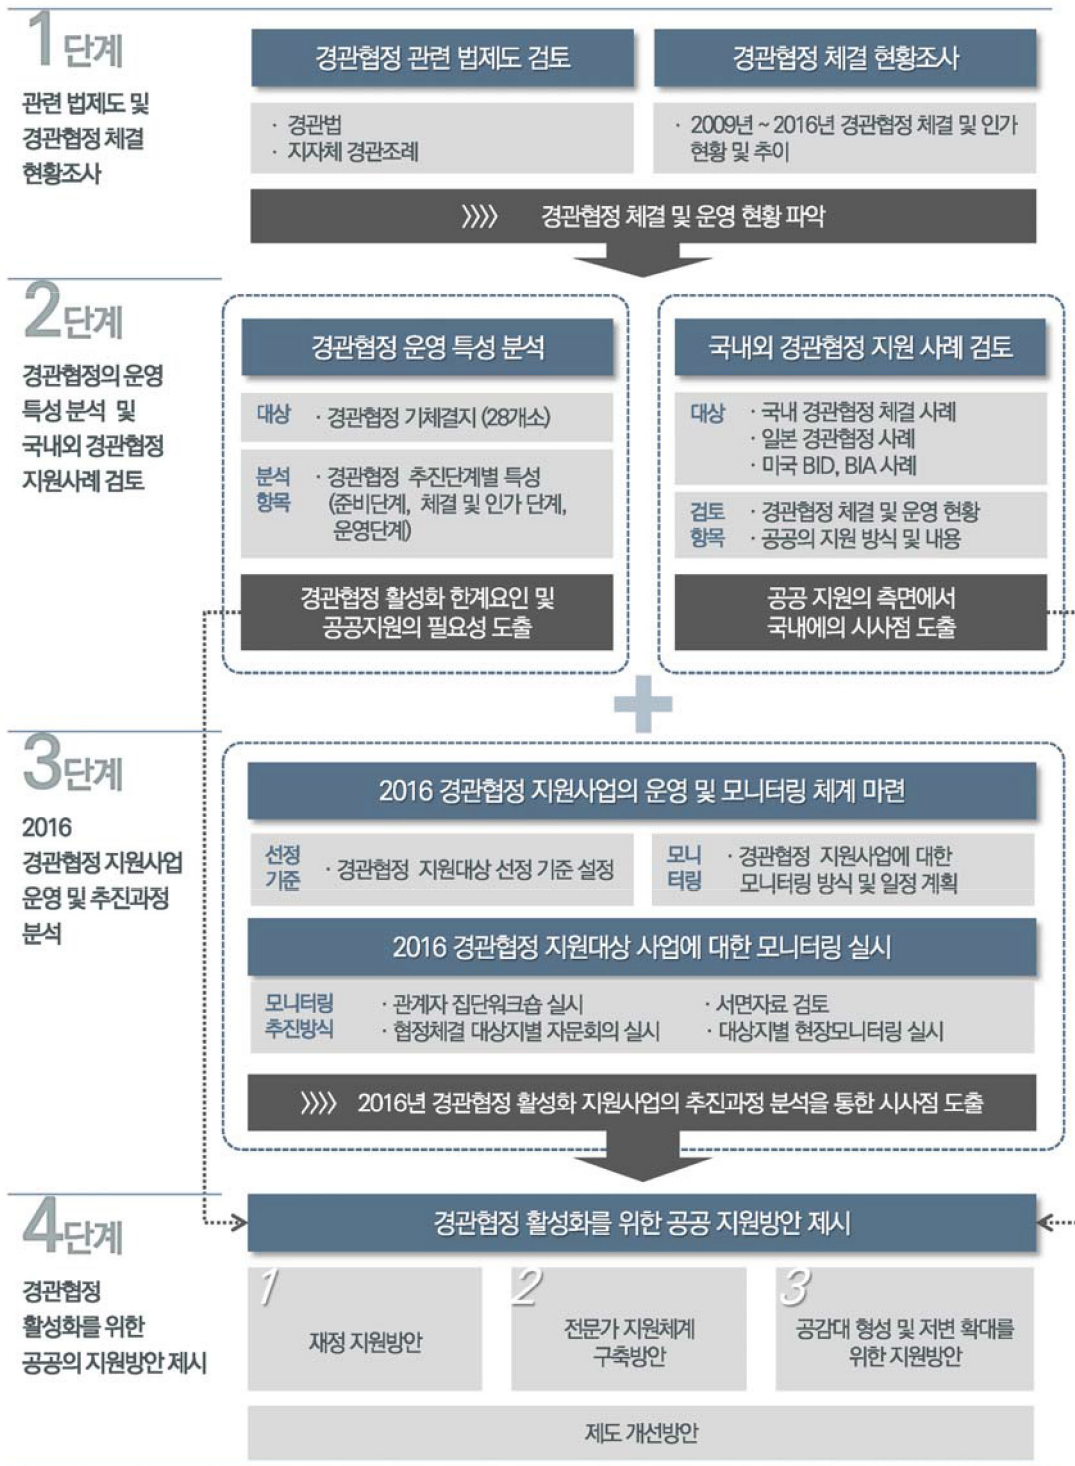 1단계
관련 법제도 및
경관협정 체결
현황조사
경관협정 관련 법제도 검토
경관협정 체결 현황조사
· 경관법
· 지자체 경관조례
· 2009년 ~ 2016년 경관협정 체결 및 인가
현황 및 추이
》》 경관협정 체결 및 운영 현황 파악
2단계
경관협정의 운영
특성 분석 및
국내외 경관협정
지원사례 검토
경관협정 운영 특성 분석
대상 · 경관협정 기체결지 (28개소)
분석
항목
· 경관협정 추진단계별 특성
(준비단계, 체결 및 인가 단계,
운영단계)
경관협정 활성화 한계요인 및
공공지원의 필요성 도출
국내외 경관협정 지원 사례 검토
대상 · 국내 경관협정 체결 사례
· 일본 경관협정 사례
· 미국 BID, BIA 사례
검토 · 경관협정 체결 및 운영 현황
항목 · 공공의 지원 방식 및 내용
공공 지원의 측면에서
국내에의 시사점 도출
3단계
2016
경관협정 지원사업
운영 및 추진과정
분석
2016 경관협정 지원사업의 운영 및 모니터링 체계 마련
선정
기준
· 경관협정 지원대상 선정 기준 설정
모니 · 경관협정 지원사업에 대한
터링 모니터링 방식 및 일정 계획
2016 경관협정 지원대상 사업에 대한 모니터링 실시
모니터링 · 관계자 집단워크숍 실시 · 서면자료 검토
추진방식 · 협정체결 대상지별 자문회의 실시 · 대상지별 현장모니터링 실시
》》 2016년 경관협정 활성화 지원사업의 추진과정 분석을 통한 시사점 도출
4단계
경관협정
활성화를 위한
공공의 지원방안 제시
경관협정 활성화를 위한 공공 지원방안 제시
1
재정 지원방안
2
전문가 지원체계
구축방안
3
공감대 형성 및 저변 확대를
위한 지원방안
제도 개선방안